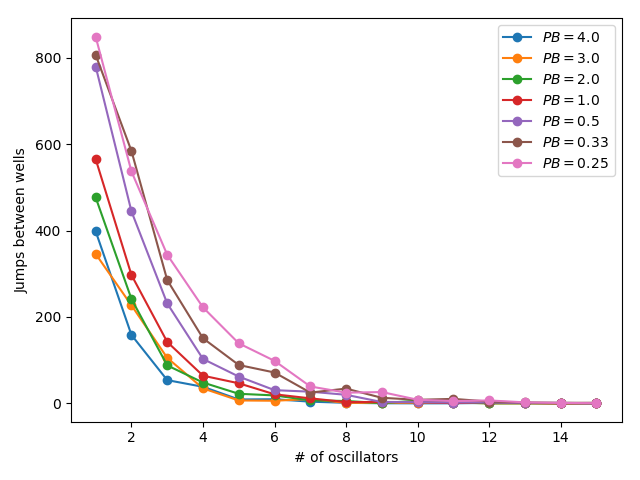 PB = 4.0
PB = 3.0
PB = 2.0
PB = 1.0
PB = 0.5
PB = 0.33
PB = 0.25
800
600
400
200
0
Jumps between wells
2 4 6 8 10 12 14
# of oscillators